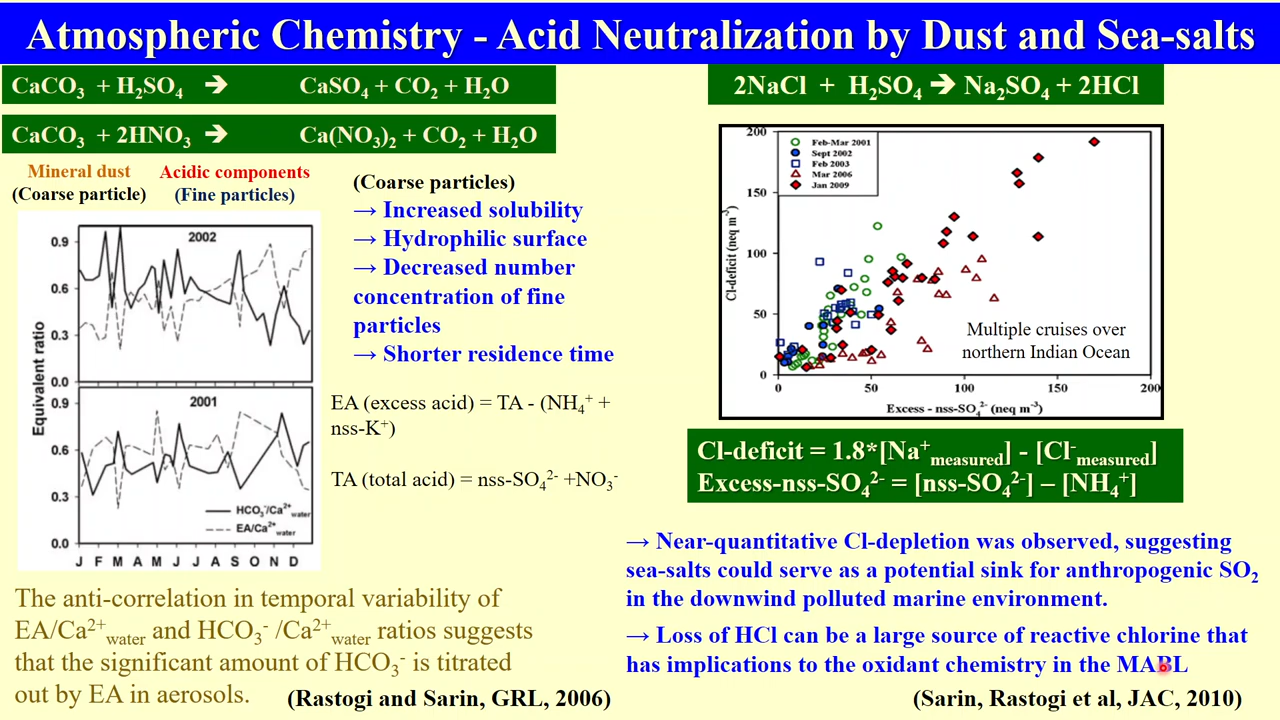 Atmospheric Chemistry - Acid Neutralization by Dust and Sea-salts
CaCO₃ + H₂SO₄ ➔ CaSO₄ + CO₂ + H₂O
CaCO₃ + 2HNO₃ ➔ Ca(NO₃)₂ + CO₂ + H₂O
Mineral dust
(Coarse particle)
Acidic components
(Fine particles)
(Coarse particles)
→ Increased solubility
→ Hydrophilic surface
→ Decreased number
concentration of fine
particles
→ Shorter residence time
Equivalent ratio
2002
0.9
0.6
0.3
0.0
2001
0.9
0.6
0.3
0.0
HCO₃⁻/Ca²⁺water
EA/Ca²⁺water
J F M A M J J A S O N D
EA (excess acid) = TA - (NH₄⁺ +
nss-K⁺)
TA (total acid) = nss-SO₄²⁻ +NO₃⁻
The anti-correlation in temporal variability of
EA/Ca²⁺water and HCO₃⁻ /Ca²⁺water ratios suggests
that the significant amount of HCO₃⁻ is titrated
out by EA in aerosols.
(Rastogi and Sarin, GRL, 2006)
2NaCl + H₂SO₄ ➔ Na₂SO₄ + 2HCl
Cl-deficit (neq m⁻³)
200
150
100
50
0
Feb-Mar 2001
Sept 2002
Feb 2003
Mar 2006
Jan 2009
Multiple cruises over
northern Indian Ocean
0 50 100 150 200
Excess - nss-SO₄²⁻ (neq m⁻³)
Cl-deficit = 1.8*[Na⁺measured] - [Cl⁻measured]
Excess-nss-SO₄²⁻ = [nss-SO₄²⁻] – [NH₄⁺]
→ Near-quantitative Cl-depletion was observed, suggesting
sea-salts could serve as a potential sink for anthropogenic SO₂
in the downwind polluted marine environment.
→ Loss of HCl can be a large source of reactive chlorine that
has implications to the oxidant chemistry in the MABL
(Sarin, Rastogi et al, JAC, 2010)